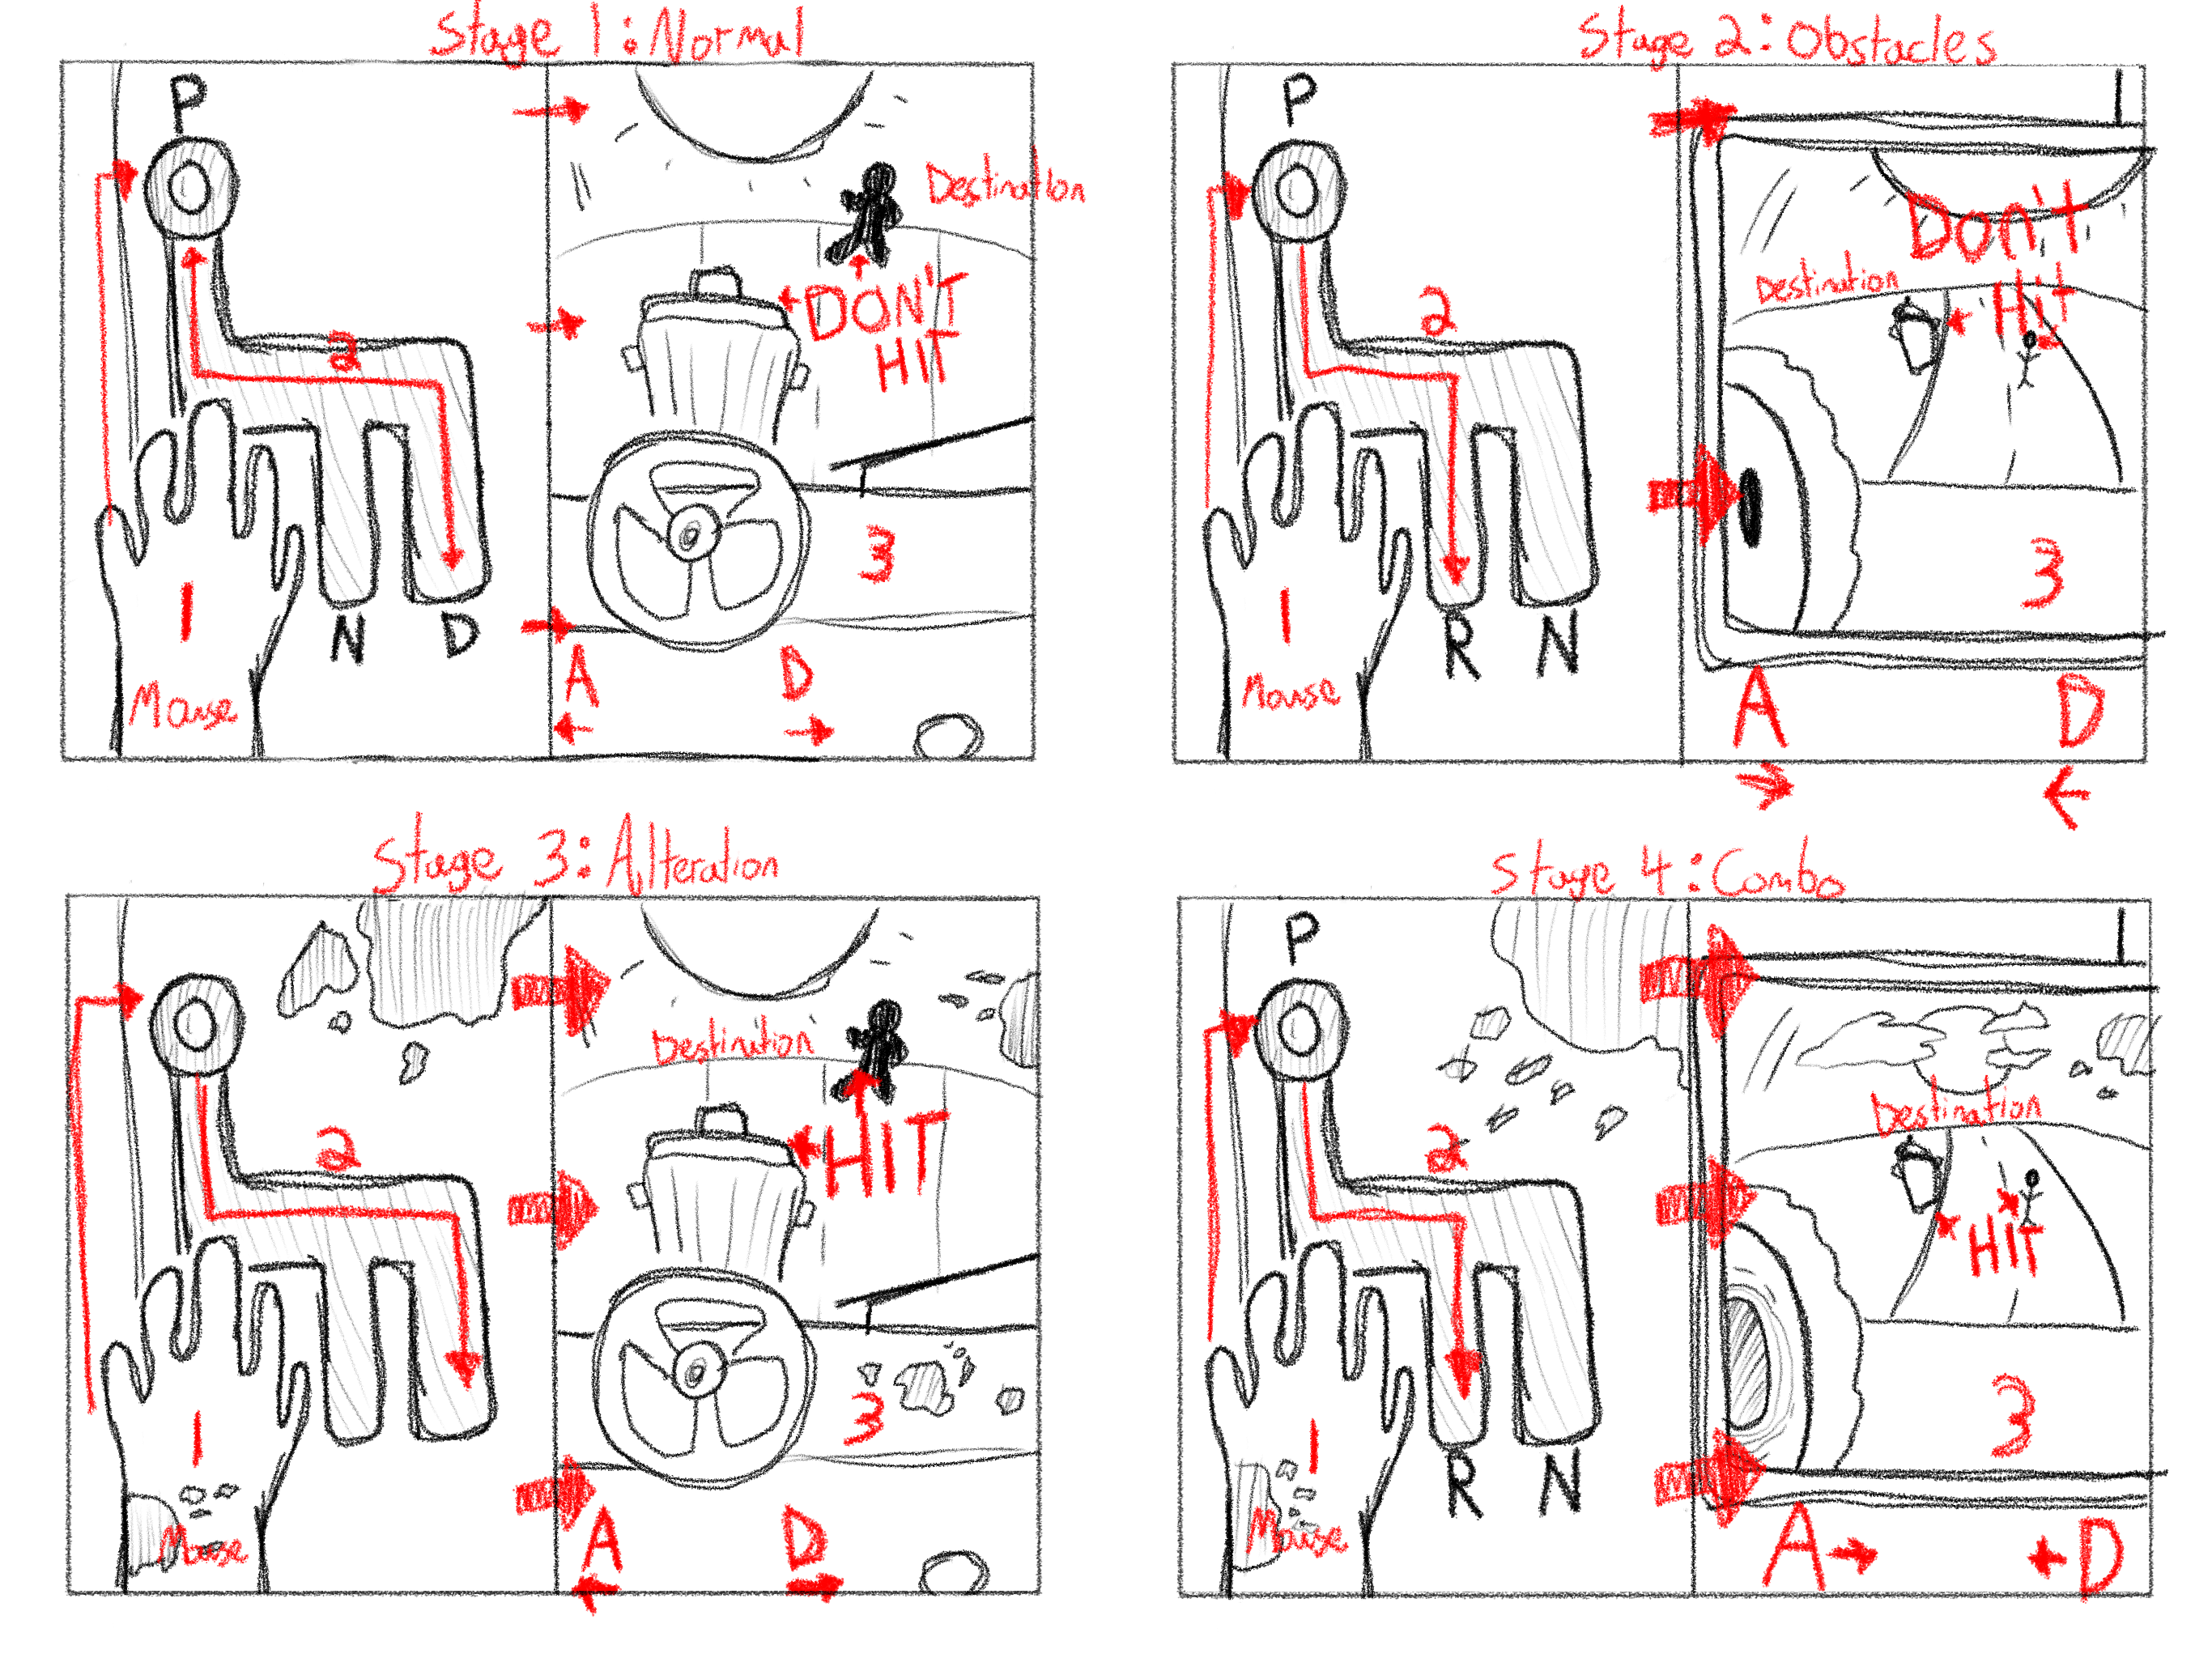 Stage 1: Normal
P
2
1
N
D
Mouse
Destination
DON'T
HIT
3
A
D
Stage 2: Obstacles
P
2
1
R
N
Mouse
Don't
Destination
Hit
3
A
D
Stage 3: Alteration
2
1
Mouse
Destination
HIT
3
A
D
Stage 4: Combo
P
2
1
R
N
Mouse
Destination
HIT
3
A
D